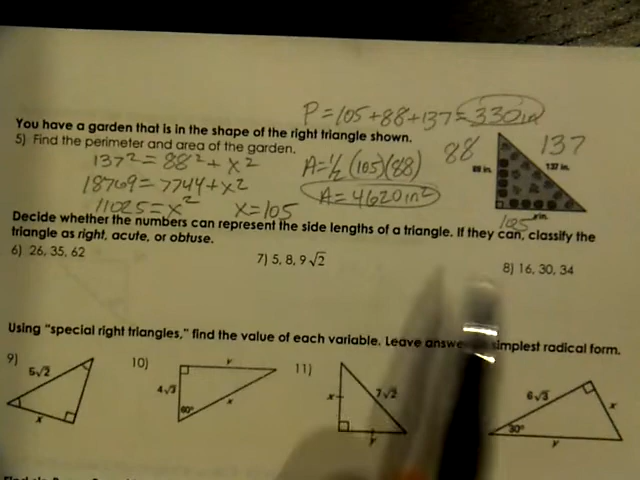 P = 105 + 88 + 137 = 330 in
You have a garden that is in the shape of the right triangle shown.
5) Find the perimeter and area of the garden.
137² = 88² + x²
A = ½ (105)(88)
88
137
88 in.
137 in.
18769 = 7744 + x²
A = 4620 in²
11025 = x²
x = 105
105
x in.
Decide whether the numbers can represent the side lengths of a triangle. If they can, classify the
triangle as right, acute, or obtuse.
6) 26, 35, 62
7) 5, 8, 9√2
8) 16, 30, 34
Using "special right triangles," find the value of each variable. Leave simplest radical form.
9)
5√2
x
10)
y
4√3
x
60°
11)
x
7√2
y
6√3
x
30°
y